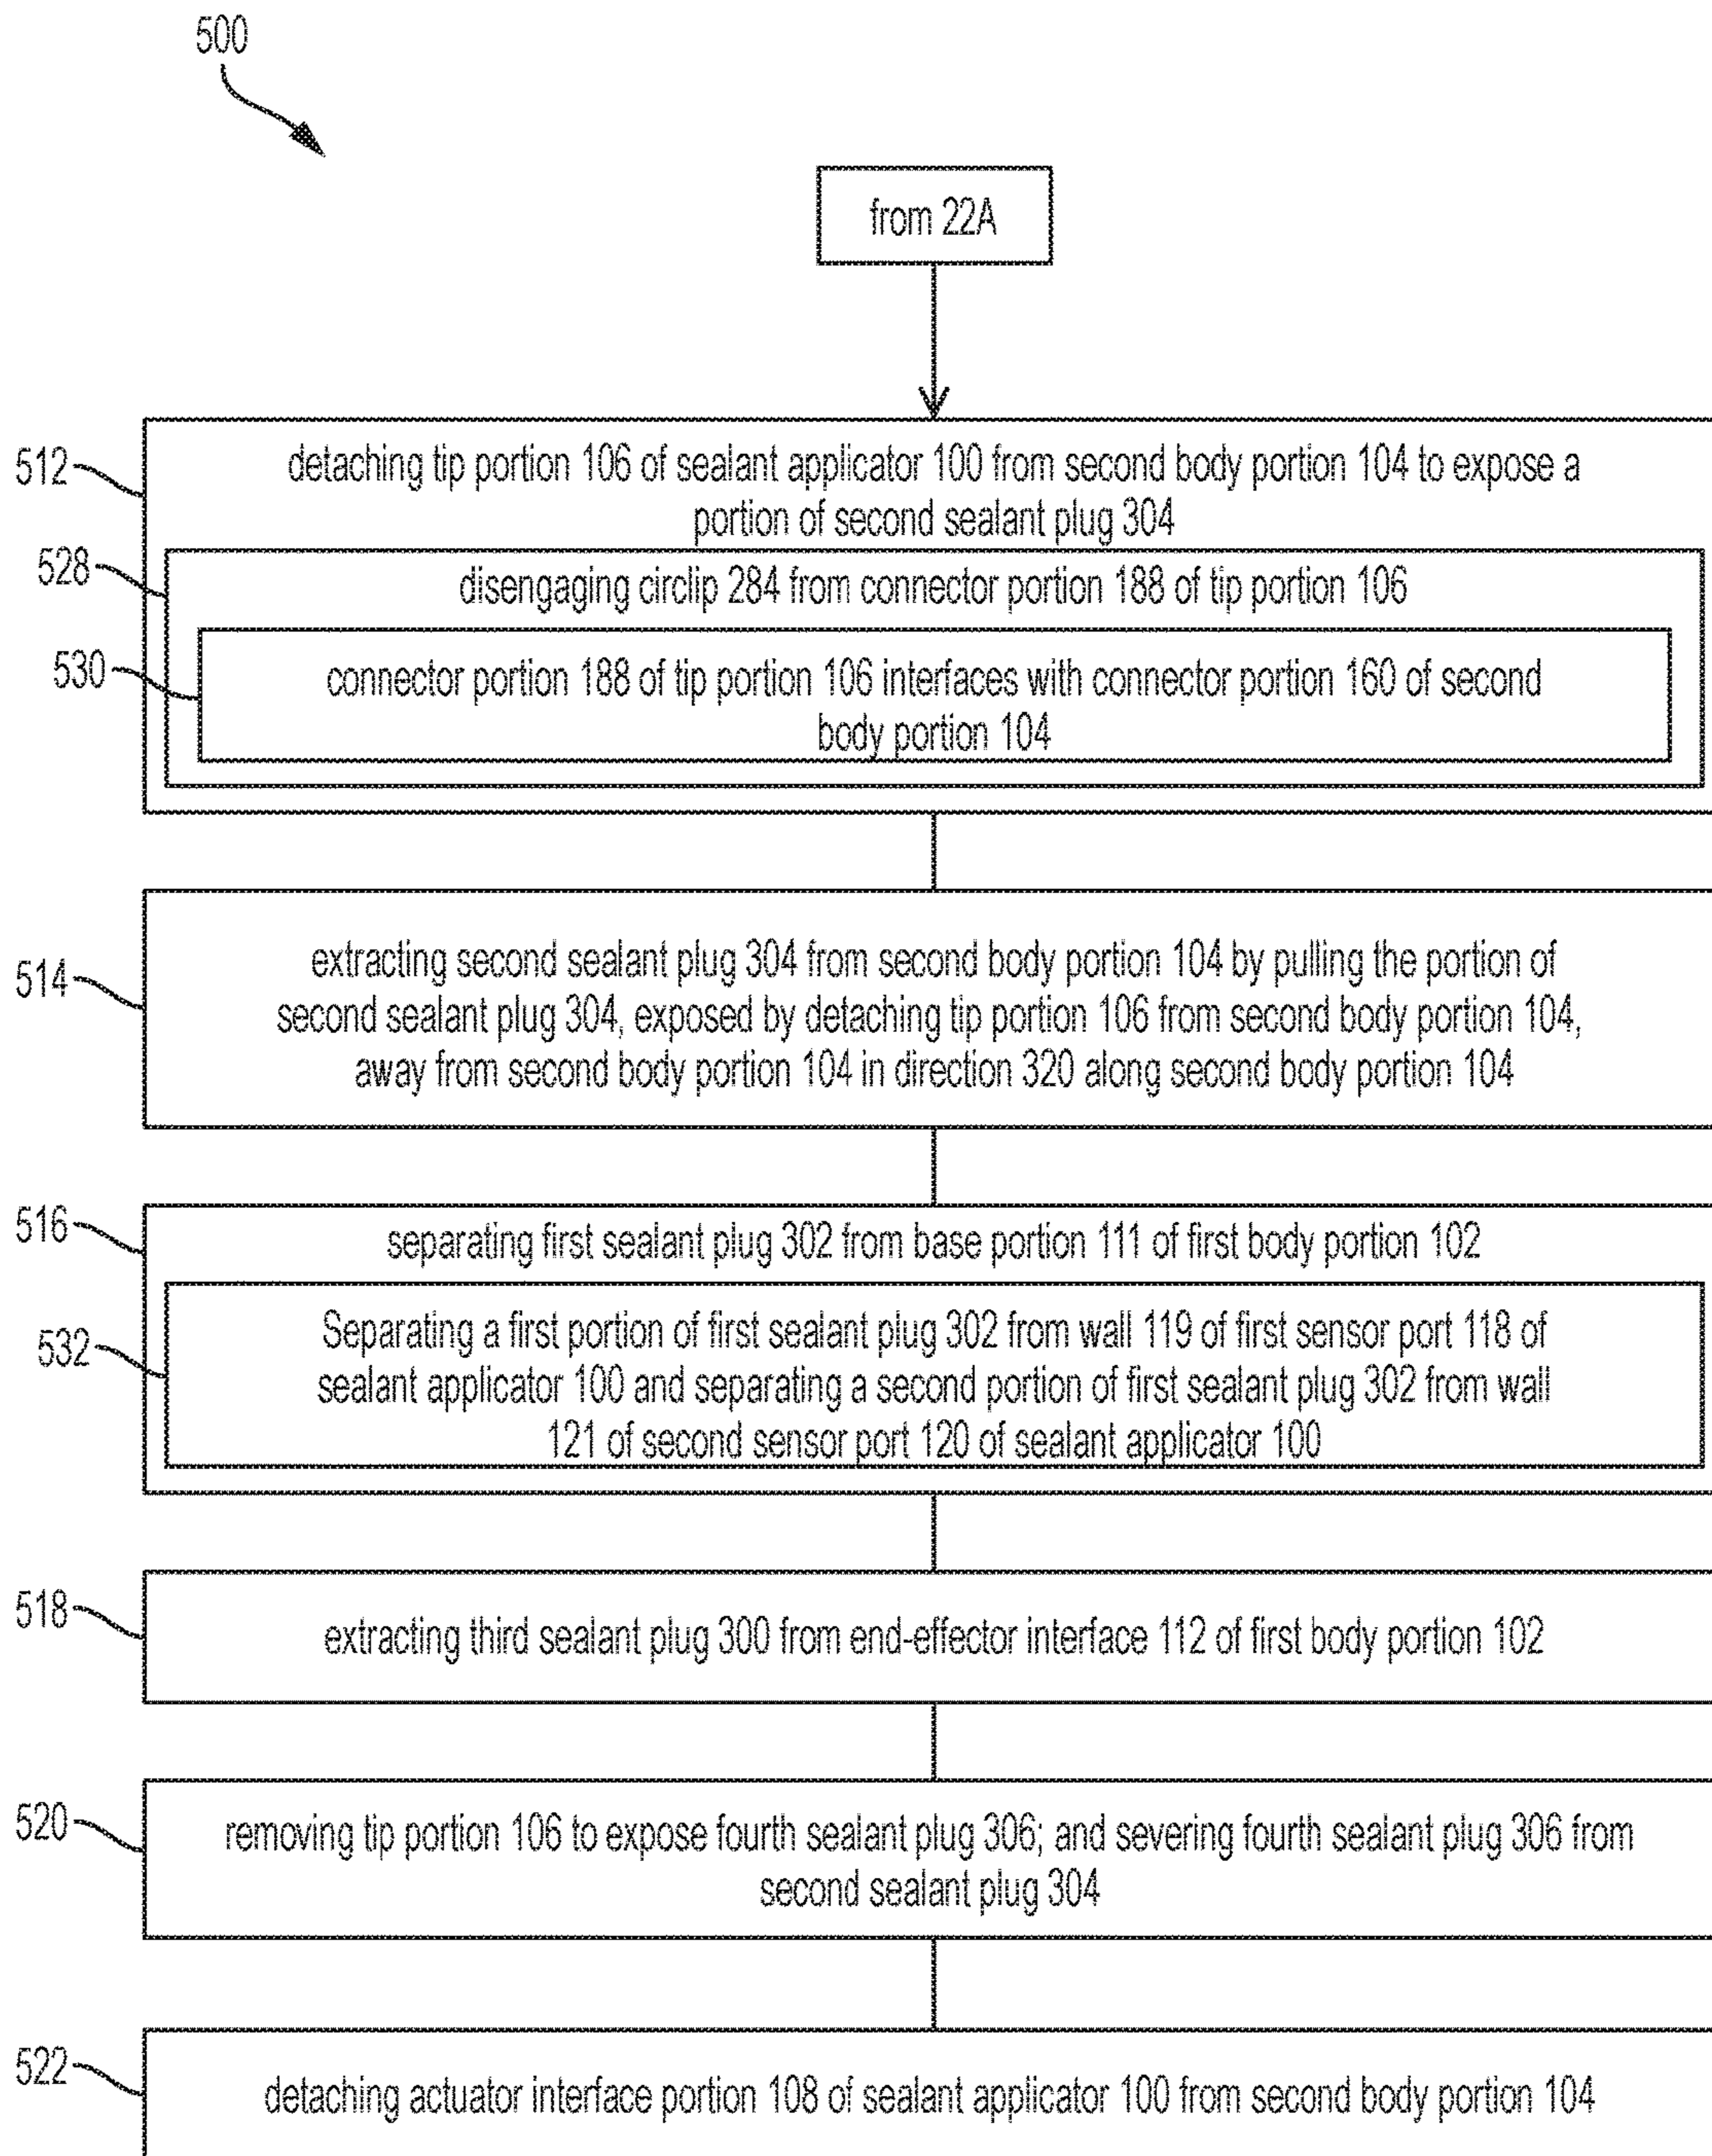 500
from 22A
512
detaching tip portion 106 of sealant applicator 100 from second body portion 104 to expose a
portion of second sealant plug 304
528
disengaging circlip 284 from connector portion 188 of tip portion 106
530
connector portion 188 of tip portion 106 interfaces with connector portion 160 of second
body portion 104
514
extracting second sealant plug 304 from second body portion 104 by pulling the portion of
second sealant plug 304, exposed by detaching tip portion 106 from second body portion 104,
away from second body portion 104 in direction 320 along second body portion 104
516
separating first sealant plug 302 from base portion 111 of first body portion 102
532
Separating a first portion of first sealant plug 302 from wall 119 of first sensor port 118 of
sealant applicator 100 and separating a second portion of first sealant plug 302 from wall
121 of second sensor port 120 of sealant applicator 100
518
extracting third sealant plug 300 from end-effector interface 112 of first body portion 102
520
removing tip portion 106 to expose fourth sealant plug 306; and severing fourth sealant plug 306 from
second sealant plug 304
522
detaching actuator interface portion 108 of sealant applicator 100 from second body portion 104